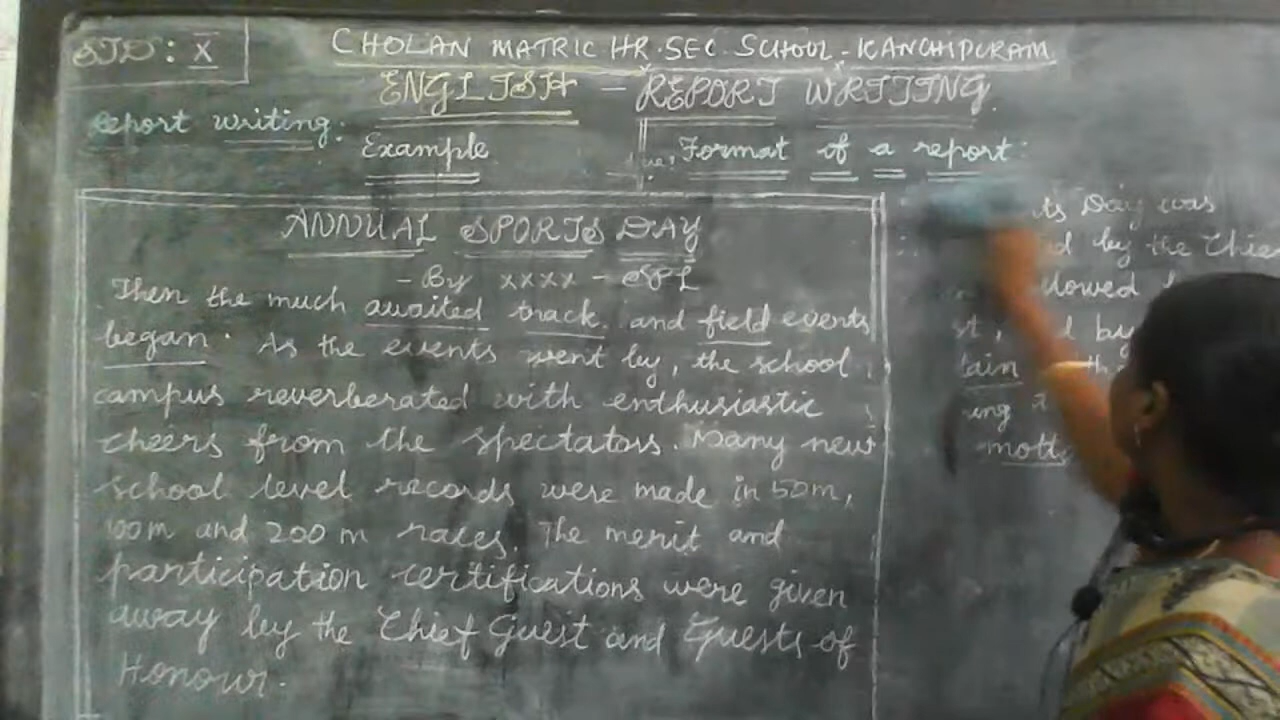 STD: X
CHOLAN MATRIC HR.SEC.SCHOOL-KANCHIPURAM
ENGLISH - REPORT WRITING.
Report writing:
Example
Format of a report:
ANNUAL SPORTS DAY
- By xxxx - SPL
Then the much awaited track and field events
began. As the events went by, the school
campus reverberated with enthusiastic
cheers from the spectators. Many new
school level records were made in 50m,
100m and 200m races. The merit and
participation certifications were given
away by the Chief Guest and Guests of
Honour.
Day was
by the Chie
lowed
by
tain